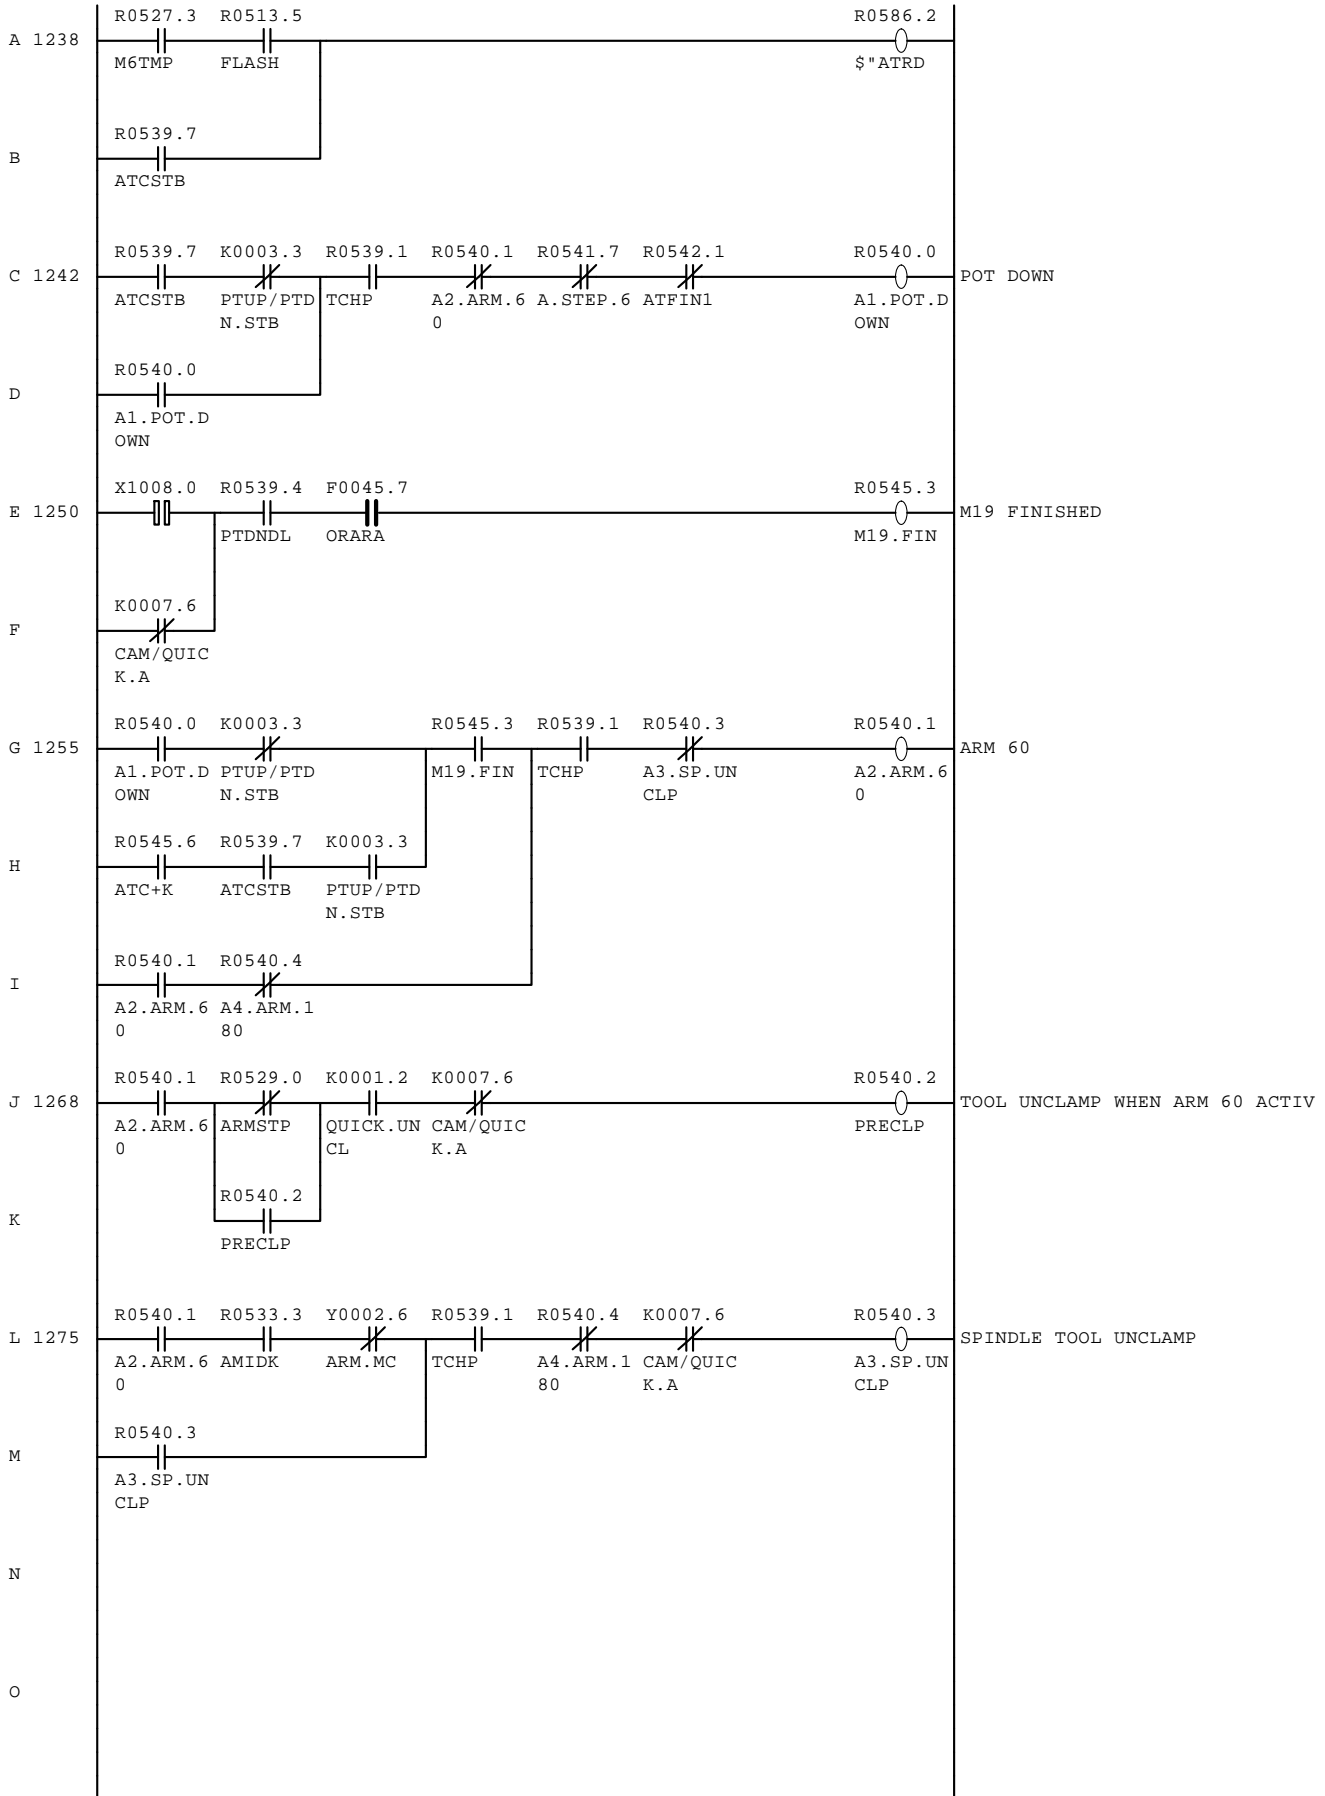 R0527.3 R0513.5 R0586.2
A 1238
M6TMP FLASH $"ATRD
R0539.7
B
ATCSTB
R0539.7 K0003.3 R0539.1 R0540.1 R0541.7 R0542.1 R0540.0
C 1242 POT DOWN
ATCSTB PTUP/PTD TCHP A2.ARM.6 A.STEP.6 ATFIN1 A1.POT.D
N.STB 0 OWN
R0540.0
D
A1.POT.D
OWN
X1008.0 R0539.4 F0045.7 R0545.3
E 1250 M19 FINISHED
PTDNDL ORARA M19.FIN
K0007.6
F
CAM/QUIC
K.A
R0540.0 K0003.3 R0545.3 R0539.1 R0540.3 R0540.1
G 1255 ARM 60
A1.POT.D PTUP/PTD M19.FIN TCHP A3.SP.UN A2.ARM.6
OWN N.STB CLP 0
R0545.6 R0539.7 K0003.3
H
ATC+K ATCSTB PTUP/PTD
N.STB
R0540.1 R0540.4
I
A2.ARM.6 A4.ARM.1
0 80
R0540.1 R0529.0 K0001.2 K0007.6 R0540.2
J 1268 TOOL UNCLAMP WHEN ARM 60 ACTIV
A2.ARM.6 ARMSTP QUICK.UN CAM/QUIC PRECLP
0 CL K.A
R0540.2
K
PRECLP
R0540.1 R0533.3 Y0002.6 R0539.1 R0540.4 K0007.6 R0540.3
L 1275 SPINDLE TOOL UNCLAMP
A2.ARM.6 AMIDK ARM.MC TCHP A4.ARM.1 CAM/QUIC A3.SP.UN
0 80 K.A CLP
R0540.3
M
A3.SP.UN
CLP
N
O